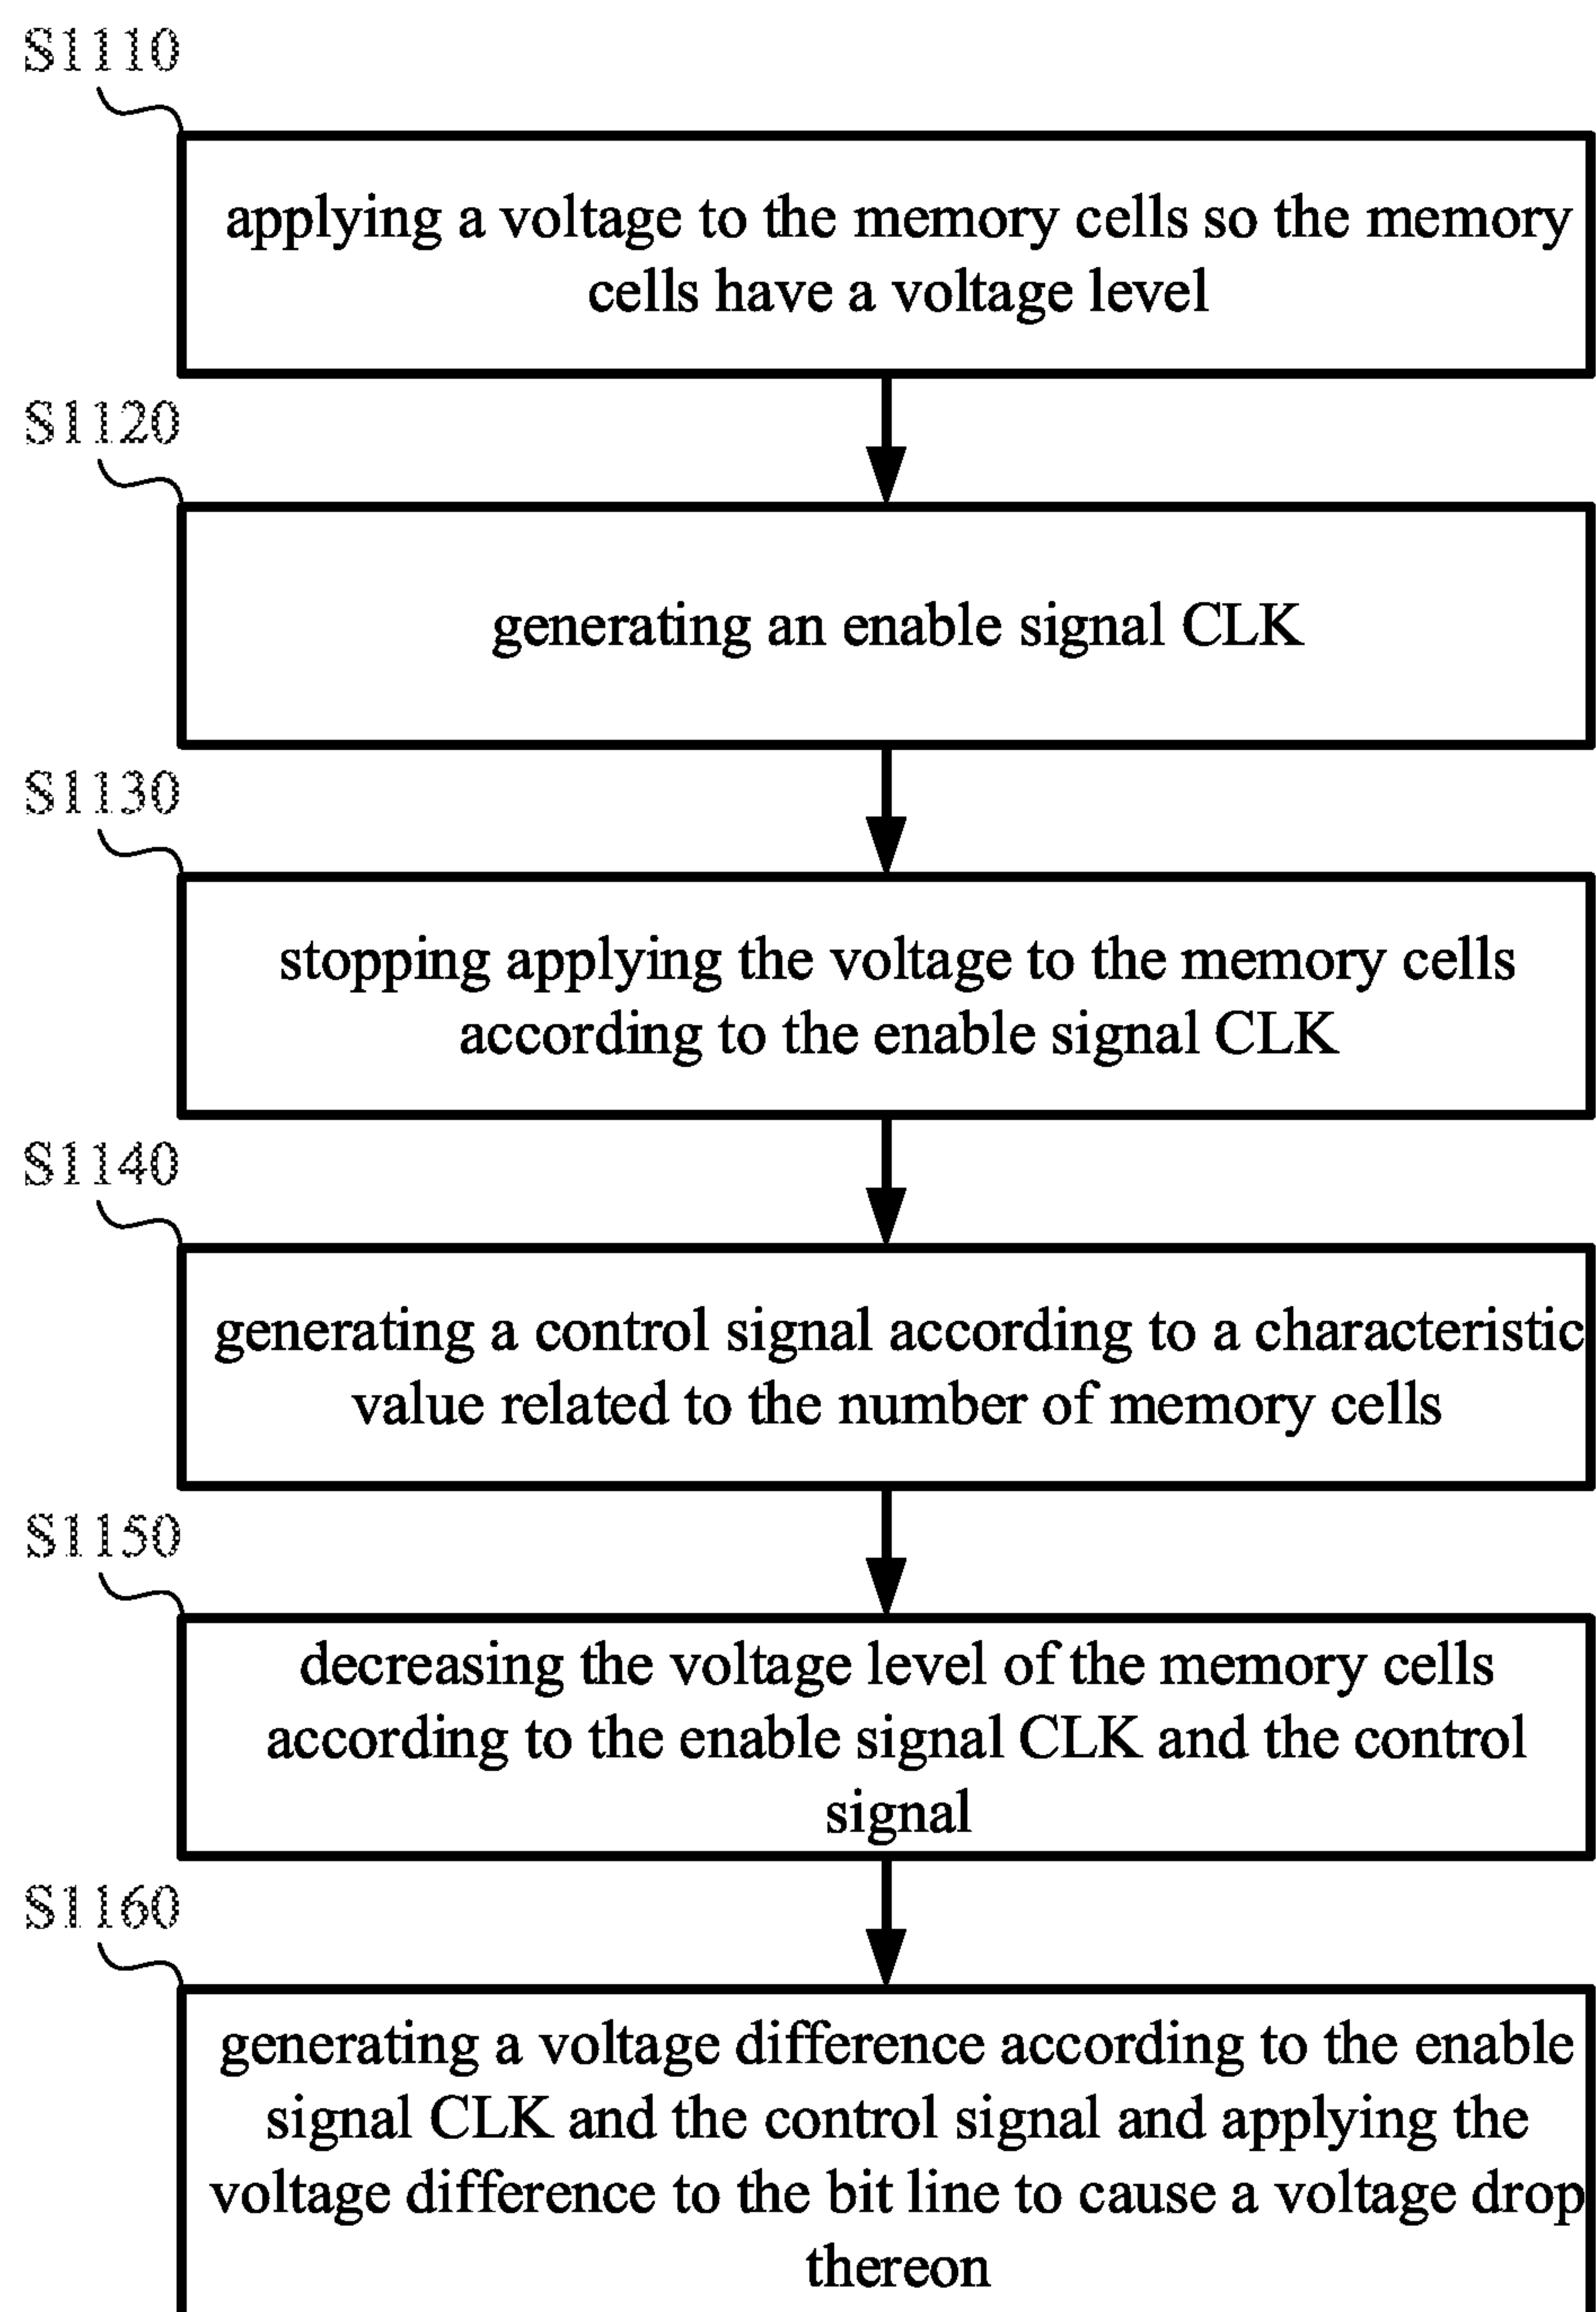 S1110
applying a voltage to the memory cells so the memory
cells have a voltage level
S1120
generating an enable signal CLK
S1130
stopping applying the voltage to the memory cells
according to the enable signal CLK
S1140
generating a control signal according to a characteristic
value related to the number of memory cells
S1150
decreasing the voltage level of the memory cells
according to the enable signal CLK and the control
signal
S1160
generating a voltage difference according to the enable
signal CLK and the control signal and applying the
voltage difference to the bit line to cause a voltage drop
thereon